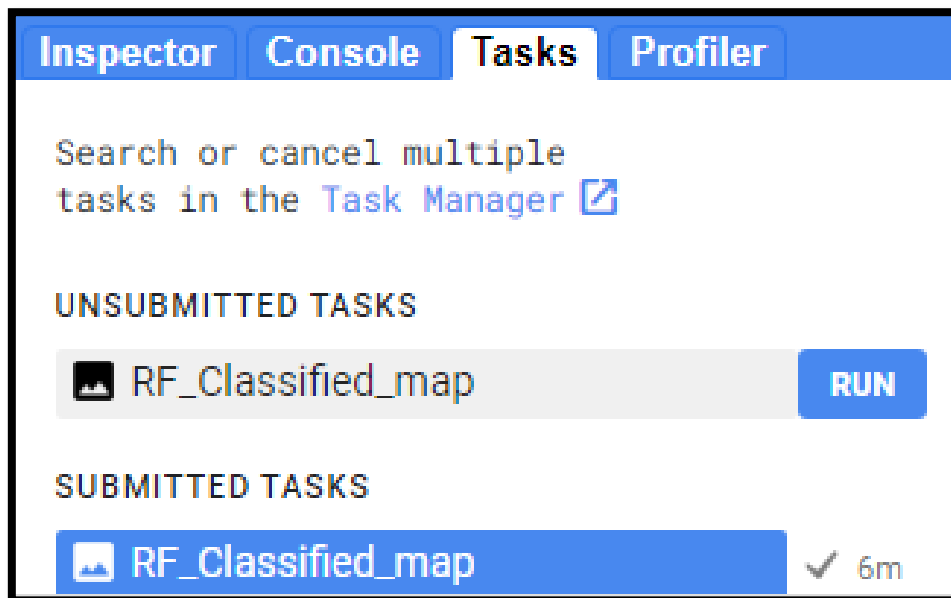 Inspector Console Tasks Profiler
Search or cancel multiple
tasks in the Task Manager
UNSUBMITTED TASKS
RF_Classified_map RUN
SUBMITTED TASKS
RF_Classified_map 6m